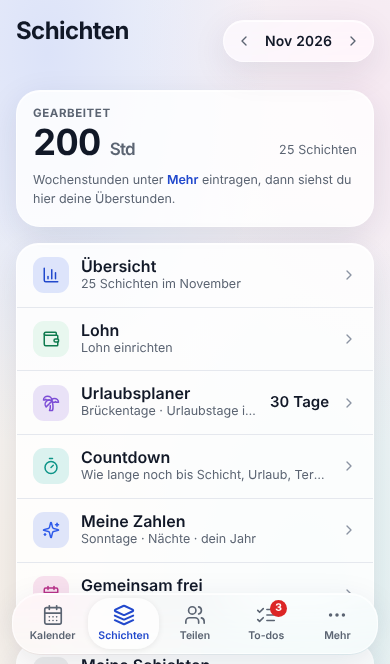 Schichten
Nov 2026
GEARBEITET
200 Std
25 Schichten
Wochenstunden unter Mehr eintragen, dann siehst du
hier deine Überstunden.
Übersicht
25 Schichten im November
Lohn
Lohn einrichten
Urlaubsplaner
Brückentage · Urlaubstage i...
30 Tage
Countdown
Wie lange noch bis Schicht, Urlaub, Ter...
Meine Zahlen
Sonntage · Nächte · dein Jahr
Gemeinsam frei
3
Kalender
Schichten
Teilen
To-dos
Mehr